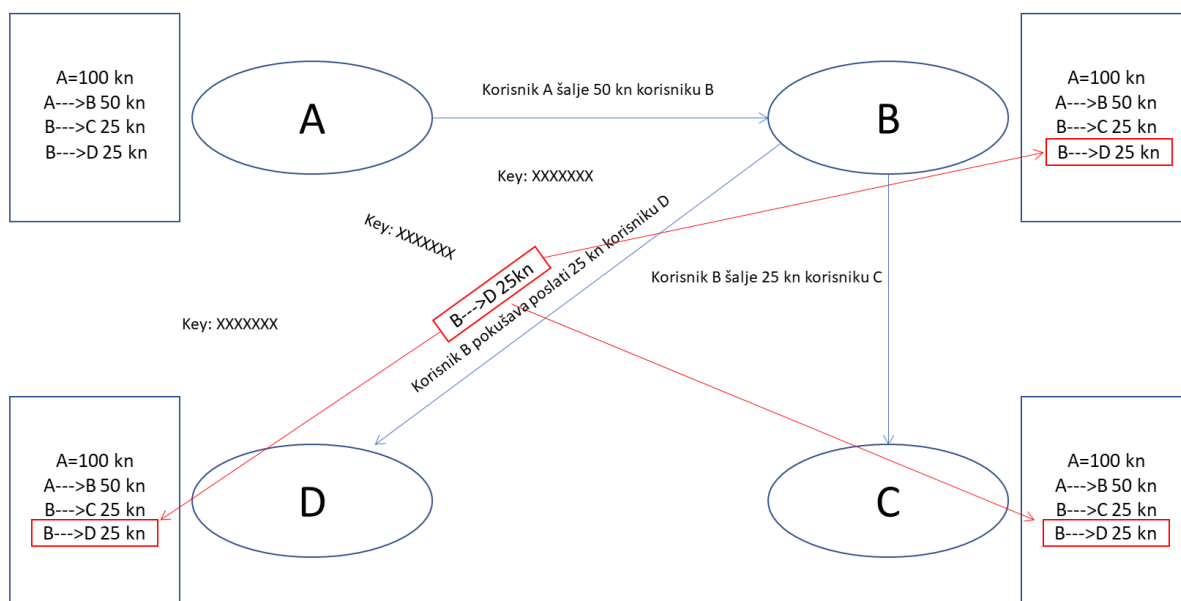 A=100 kn
A--->B 50 kn
B--->C 25 kn
B--->D 25 kn
A
Korisnik A šalje 50 kn korisniku B
B
A=100 kn
A--->B 50 kn
B--->C 25 kn
B--->D 25 kn
Key: XXXXXXX
Key: XXXXXXX
Key: XXXXXXX
B--->D 25kn
Korisnik B pokušava poslati 25 kn korisniku D
Korisnik B šalje 25 kn korisniku C
A=100 kn
A--->B 50 kn
B--->C 25 kn
B--->D 25 kn
D
C
A=100 kn
A--->B 50 kn
B--->C 25 kn
B--->D 25 kn